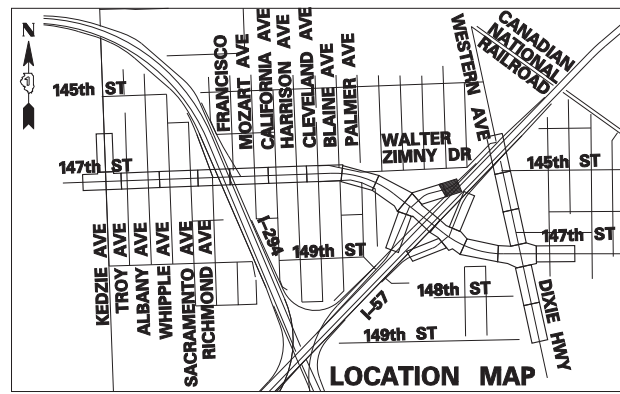 N
CANADIAN
NATIONAL
RAILROAD
WESTERN AVE
FRANCISCO
MOZART AVE
CALIFORNIA AVE
HARRISON AVE
CLEVELAND AVE
BLAINE AVE
PALMER AVE
145th ST
WALTER
ZIMNY DR
147th ST
145th ST
KEDZIE AVE
TROY AVE
ALBANY AVE
WHIPPLE AVE
SACRAMENTO AVE
RICHMOND AVE
I-294
149th ST
147th ST
I-57
148th ST
149th ST
DIXIE HWY
LOCATION MAP